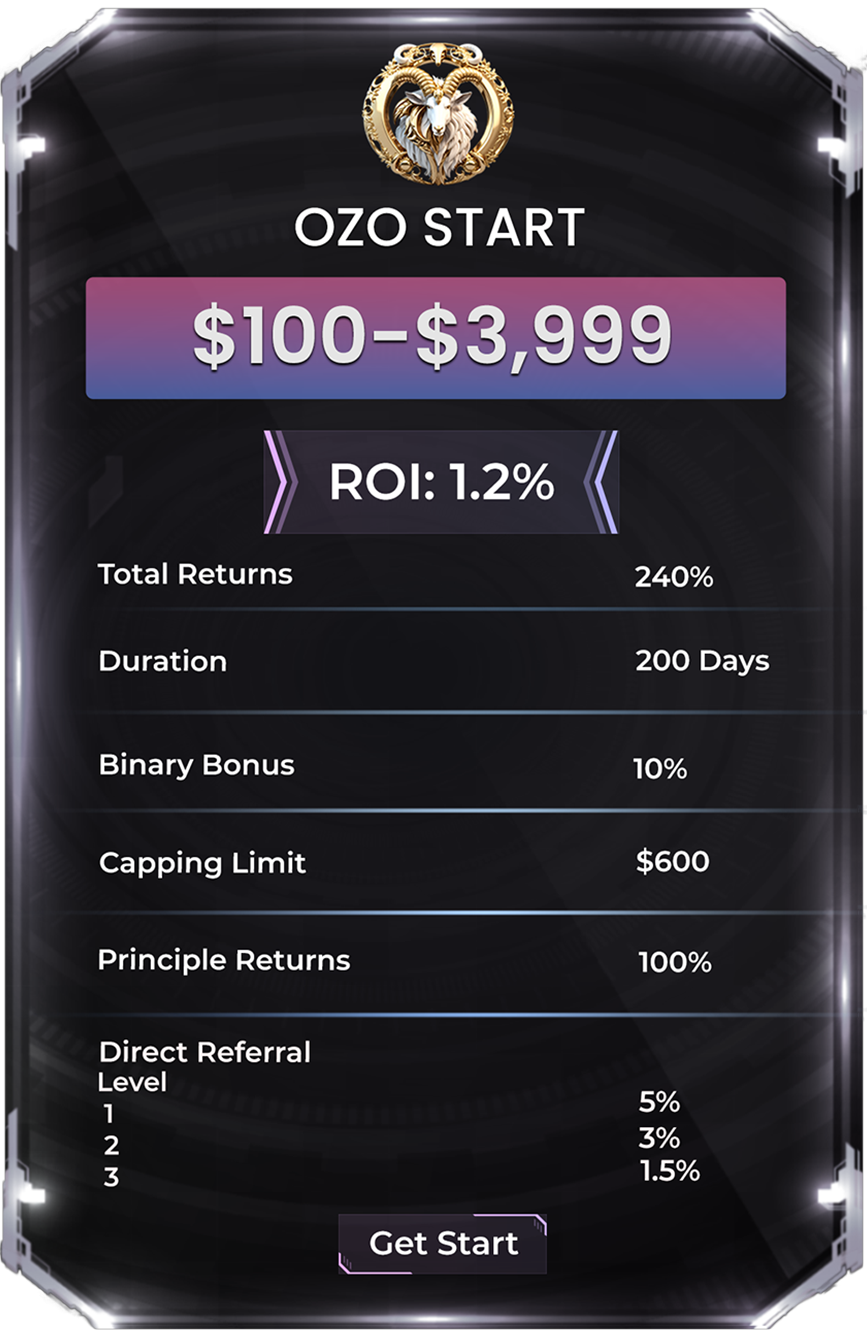 OZO START
$100-$3,999
ROI: 1.2%
Total Returns 240%
Duration 200 Days
Binary Bonus 10%
Capping Limit $600
Principle Returns 100%
Direct Referral
Level
1 5%
2 3%
3 1.5%
Get Start